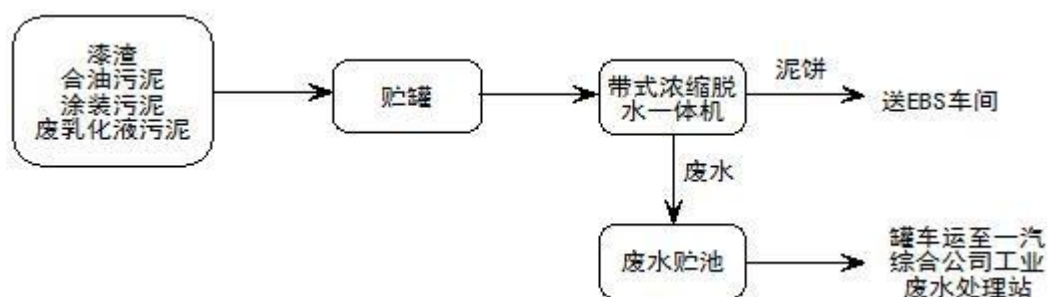 漆渣
合油污泥
涂装污泥
废乳化液污泥
贮罐
带式浓缩脱
水一体机
泥饼
送EBS车间
废水
废水贮池
罐车运至一汽
综合公司工业
废水处理站